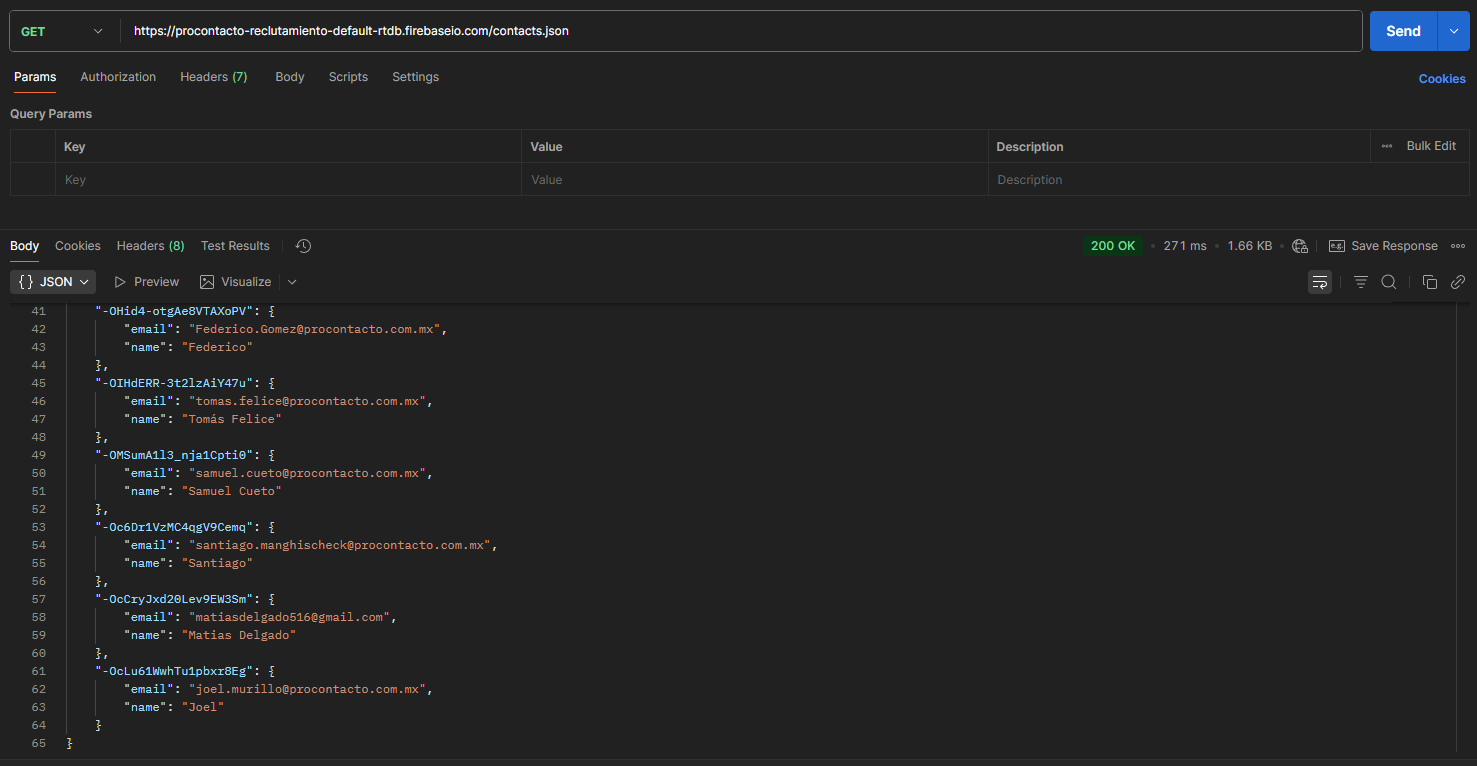 GET https://procontacto-reclutamiento-default-rtdb.firebaseio.com/contacts.json Send
Params Authorization Headers (7) Body Scripts Settings Cookies
Query Params
Key Value Description Bulk Edit
Key Value Description
Body Cookies Headers (8) Test Results 200 OK 271 ms 1.66 KB e.g. Save Response
{} JSON Preview Visualize
41 "-OHid4-otgAe8VTAXoPV": {
42 "email": "Federico.Gomez@procontacto.com.mx",
43 "name": "Federico"
44 },
45 "-OIHdERR-3t2lzAiY47u": {
46 "email": "tomas.felice@procontacto.com.mx",
47 "name": "Tomás Felice"
48 },
49 "-OMSumA1l3_nja1Cpti0": {
50 "email": "samuel.cueto@procontacto.com.mx",
51 "name": "Samuel Cueto"
52 },
53 "-Oc6Dr1VzMC4qgV9Cemq": {
54 "email": "santiago.manghischeck@procontacto.com.mx",
55 "name": "Santiago"
56 },
57 "-OcCryJxd20Lev9EW3Sm": {
58 "email": "matiasdelgado516@gmail.com",
59 "name": "Matias Delgado"
60 },
61 "-OcLu61WwhTu1pbxr8Eg": {
62 "email": "joel.murillo@procontacto.com.mx",
63 "name": "Joel"
64 }
65 }